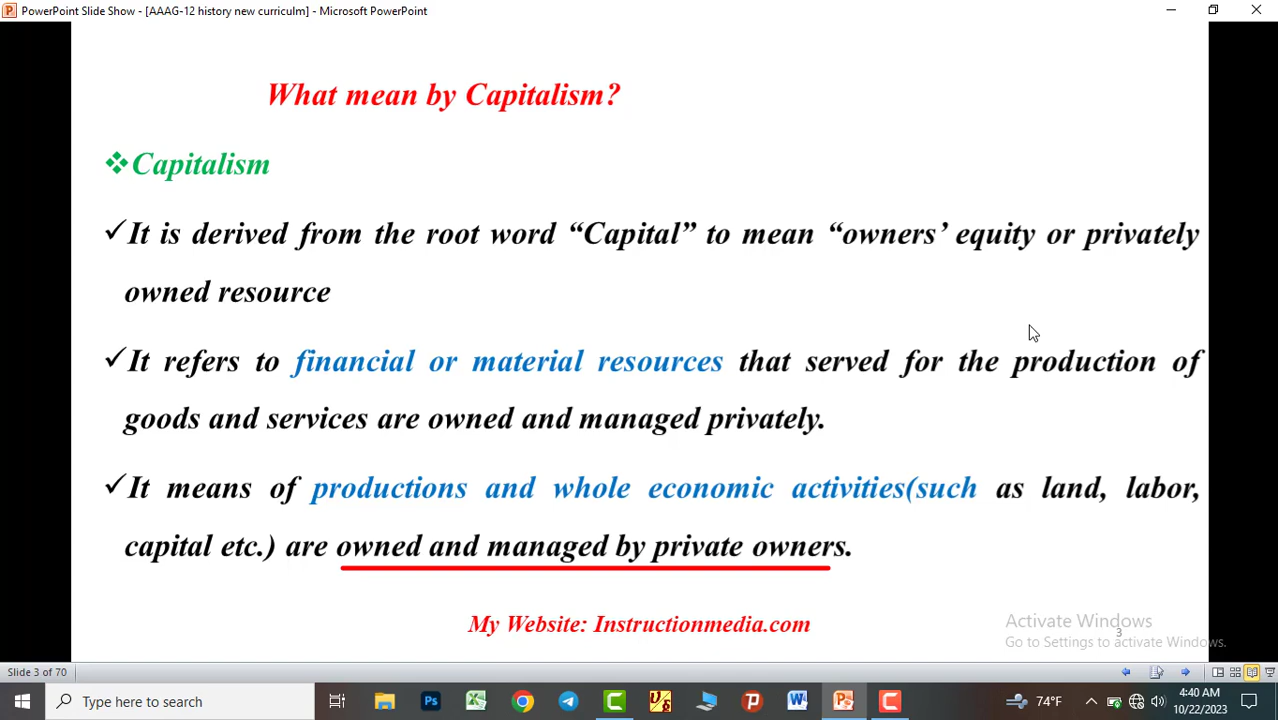 PowerPoint Slide Show - [AAAG-12 history new curriculm] - Microsoft PowerPoint
What mean by Capitalism?
❖Capitalism
✓It is derived from the root word “Capital” to mean “owners’ equity or privately
owned resource
✓It refers to financial or material resources that served for the production of
goods and services are owned and managed privately.
✓It means of productions and whole economic activities(such as land, labor,
capital etc.) are owned and managed by private owners.
My Website: Instructionmedia.com
Activate Windows
3
Go to Settings to activate Windows.
Slide 3 of 70
Type here to search
74°F
4:40 AM
10/22/2023